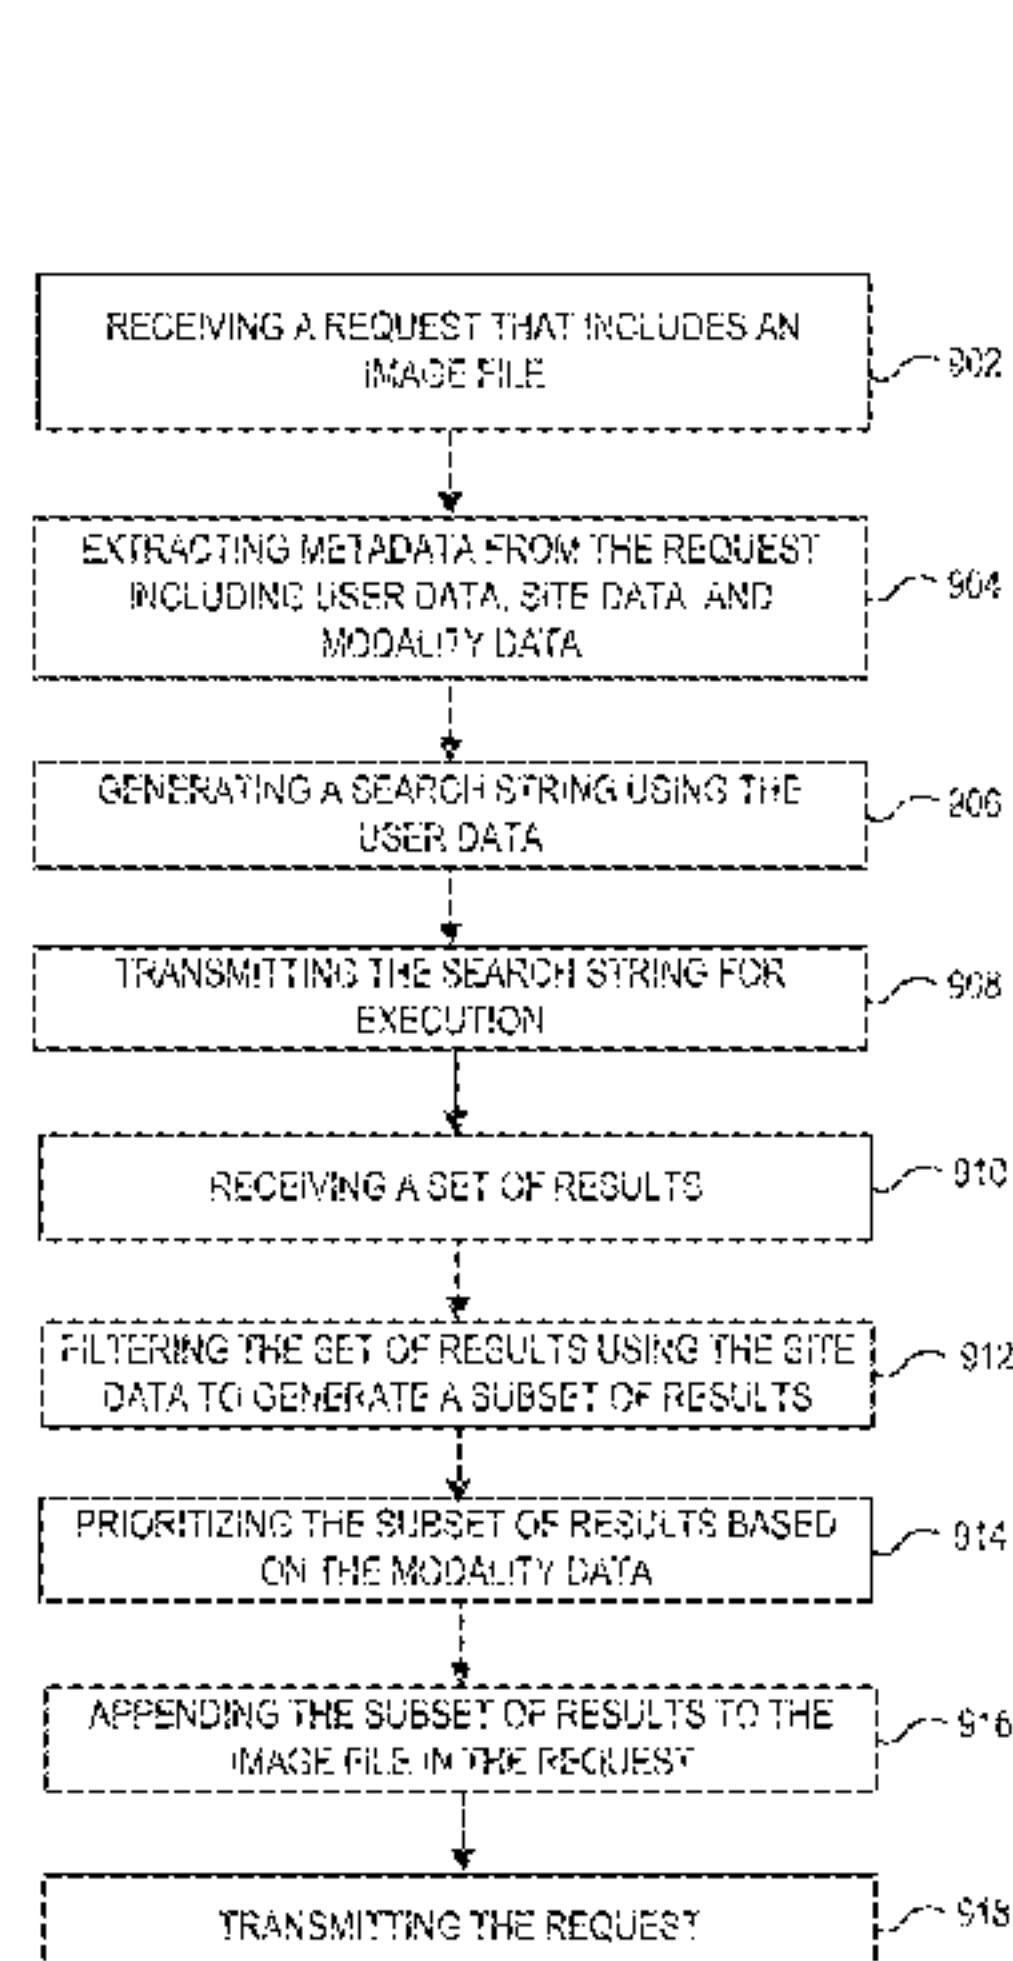 RECEIVING A REQUEST THAT INCLUDES AN
IMAGE FILE
902
EXTRACTING METADATA FROM THE REQUEST
INCLUDING USER DATA, SITE DATA AND
MODALITY DATA
904
GENERATING A SEARCH STRING USING THE
USER DATA
906
TRANSMITTING THE SEARCH STRING FOR
EXECUTION
908
RECEIVING A SET OF RESULTS
910
FILTERING THE SET OF RESULTS USING THE SITE
DATA TO GENERATE A SUBSET OF RESULTS
912
PRIORITIZING THE SUBSET OF RESULTS BASED
ON THE MODALITY DATA
914
APPENDING THE SUBSET OF RESULTS TO THE
IMAGE FILE IN THE REQUEST
916
TRANSMITTING THE REQUEST
918